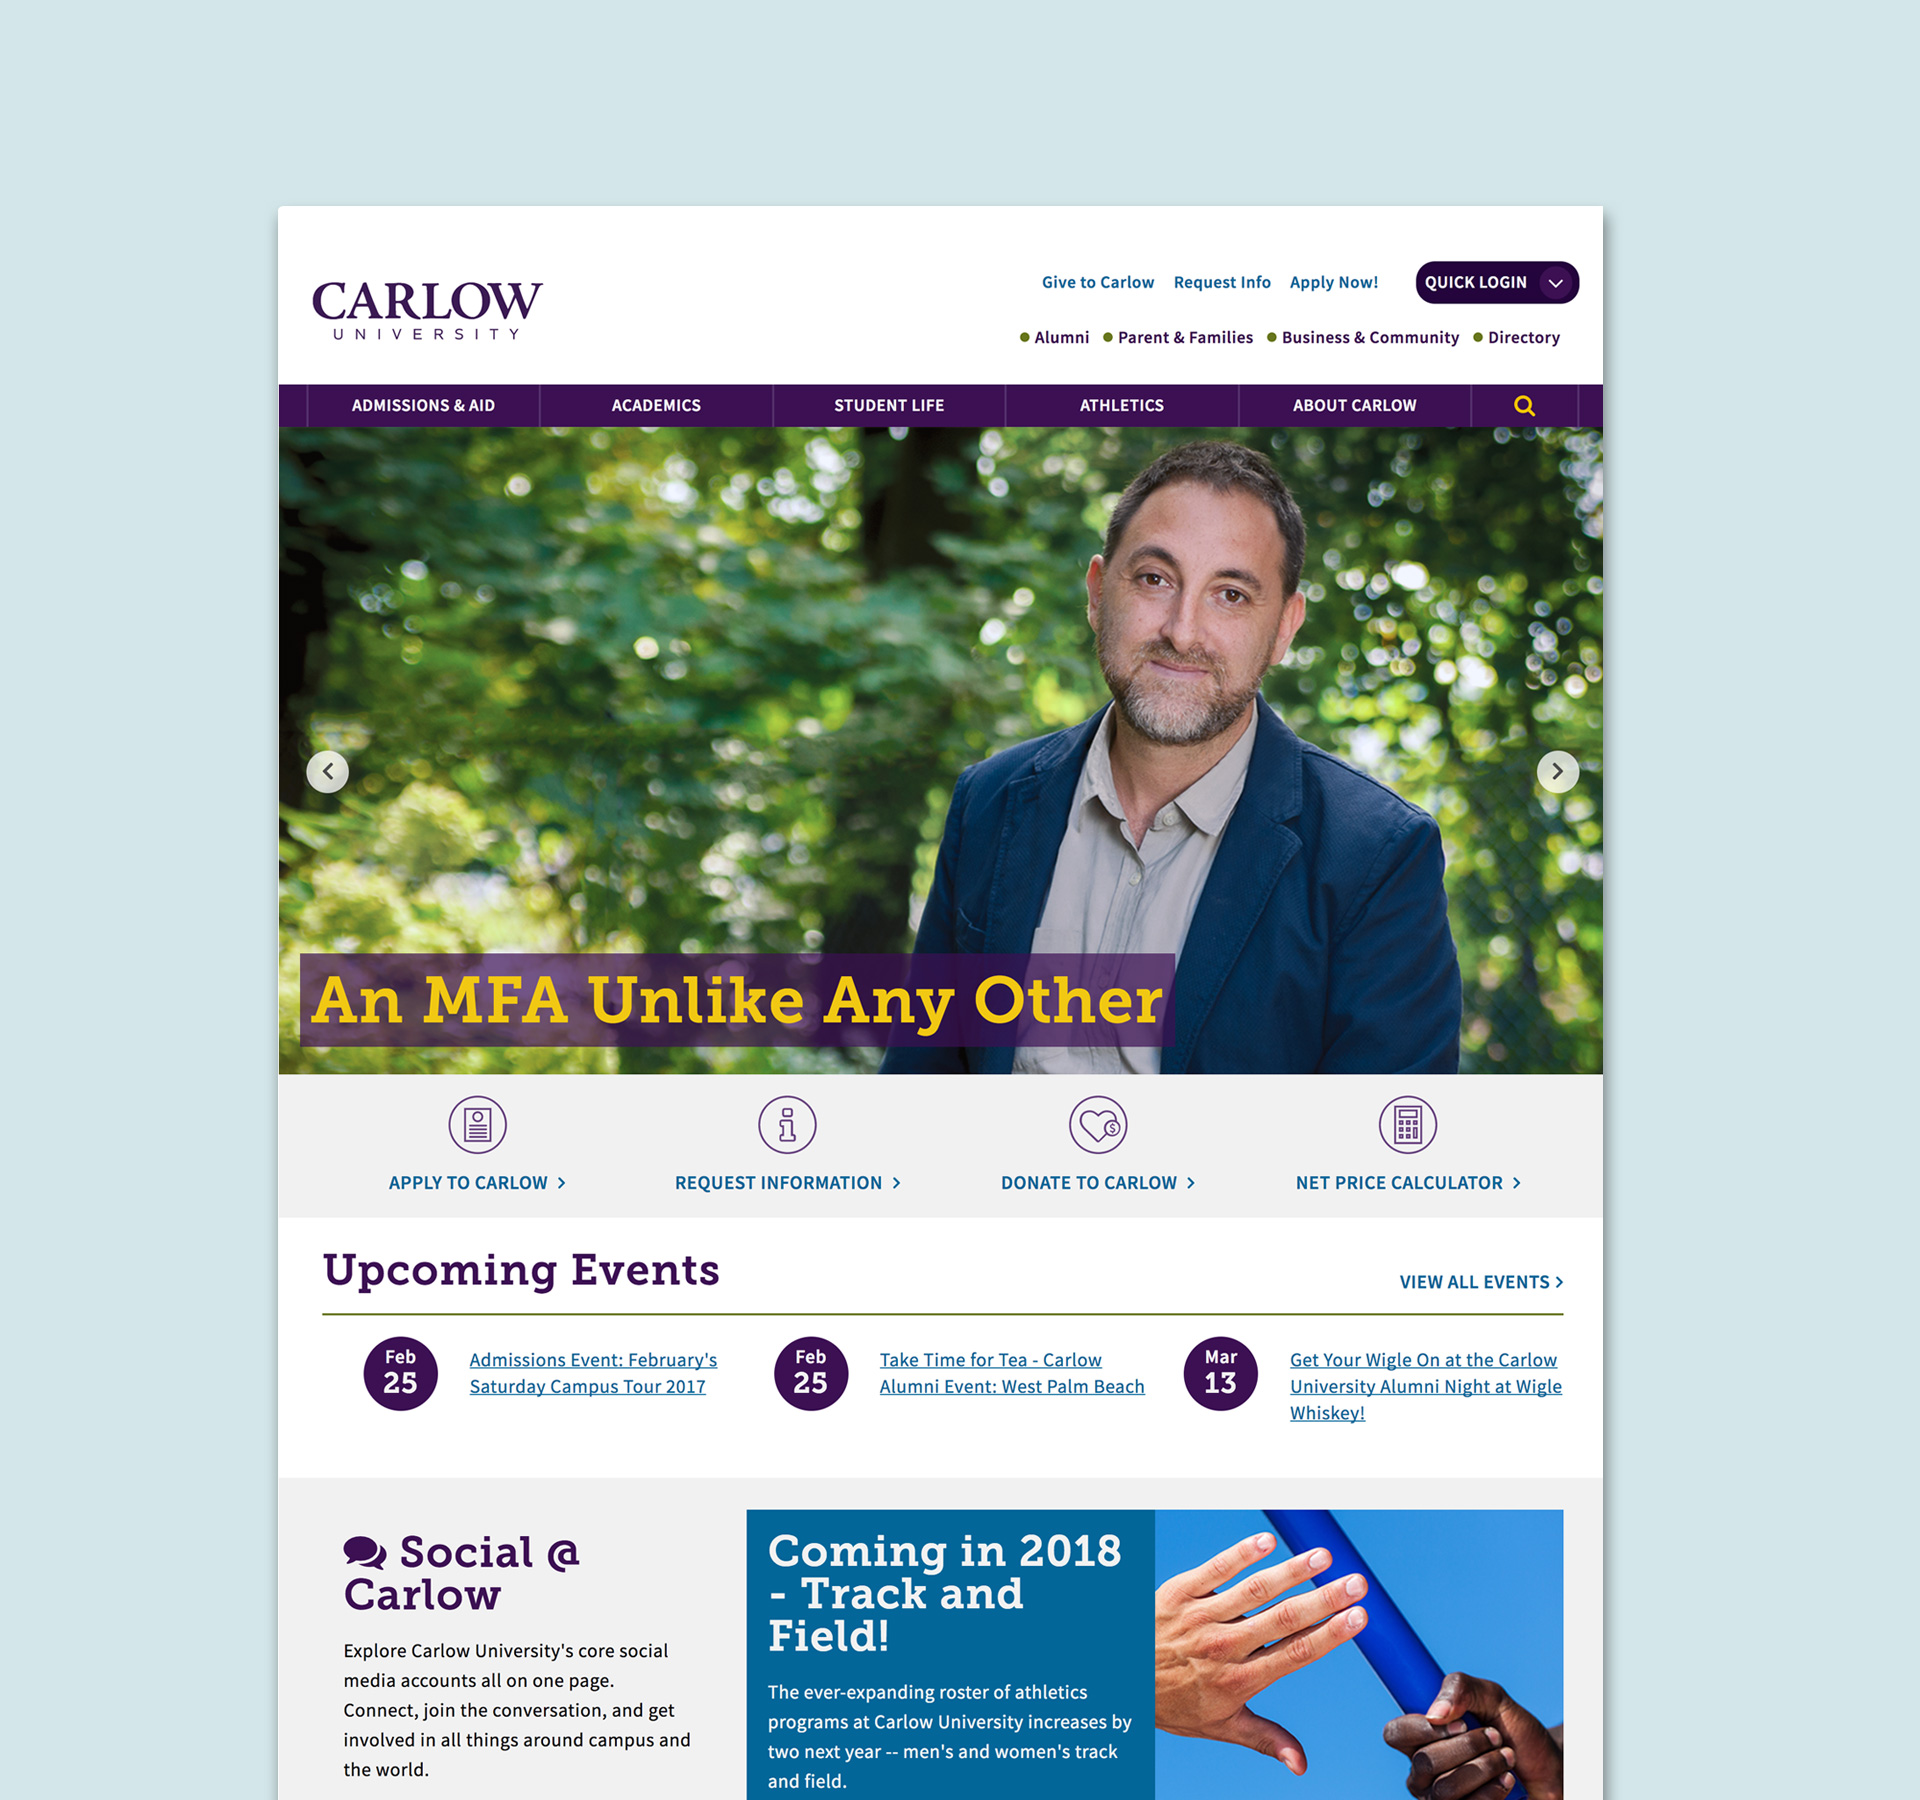 CARLOW
UNIVERSITY
Give to Carlow Request Info Apply Now! QUICK LOGIN
Alumni Parent & Families Business & Community Directory
ADMISSIONS & AID ACADEMICS STUDENT LIFE ATHLETICS ABOUT CARLOW
An MFA Unlike Any Other
$
APPLY TO CARLOW REQUEST INFORMATION DONATE TO CARLOW NET PRICE CALCULATOR
Upcoming Events
VIEW ALL EVENTS
Feb
25
Admissions Event: February's
Saturday Campus Tour 2017
Feb
25
Take Time for Tea - Carlow
Alumni Event: West Palm Beach
Mar
13
Get Your Wigle On at the Carlow
University Alumni Night at Wigle
Whiskey!
Social @
Carlow
Explore Carlow University's core social
media accounts all on one page.
Connect, join the conversation, and get
involved in all things around campus and
the world.
Coming in 2018
- Track and
Field!
The ever-expanding roster of athletics
programs at Carlow University increases by
two next year -- men's and women's track
and field.